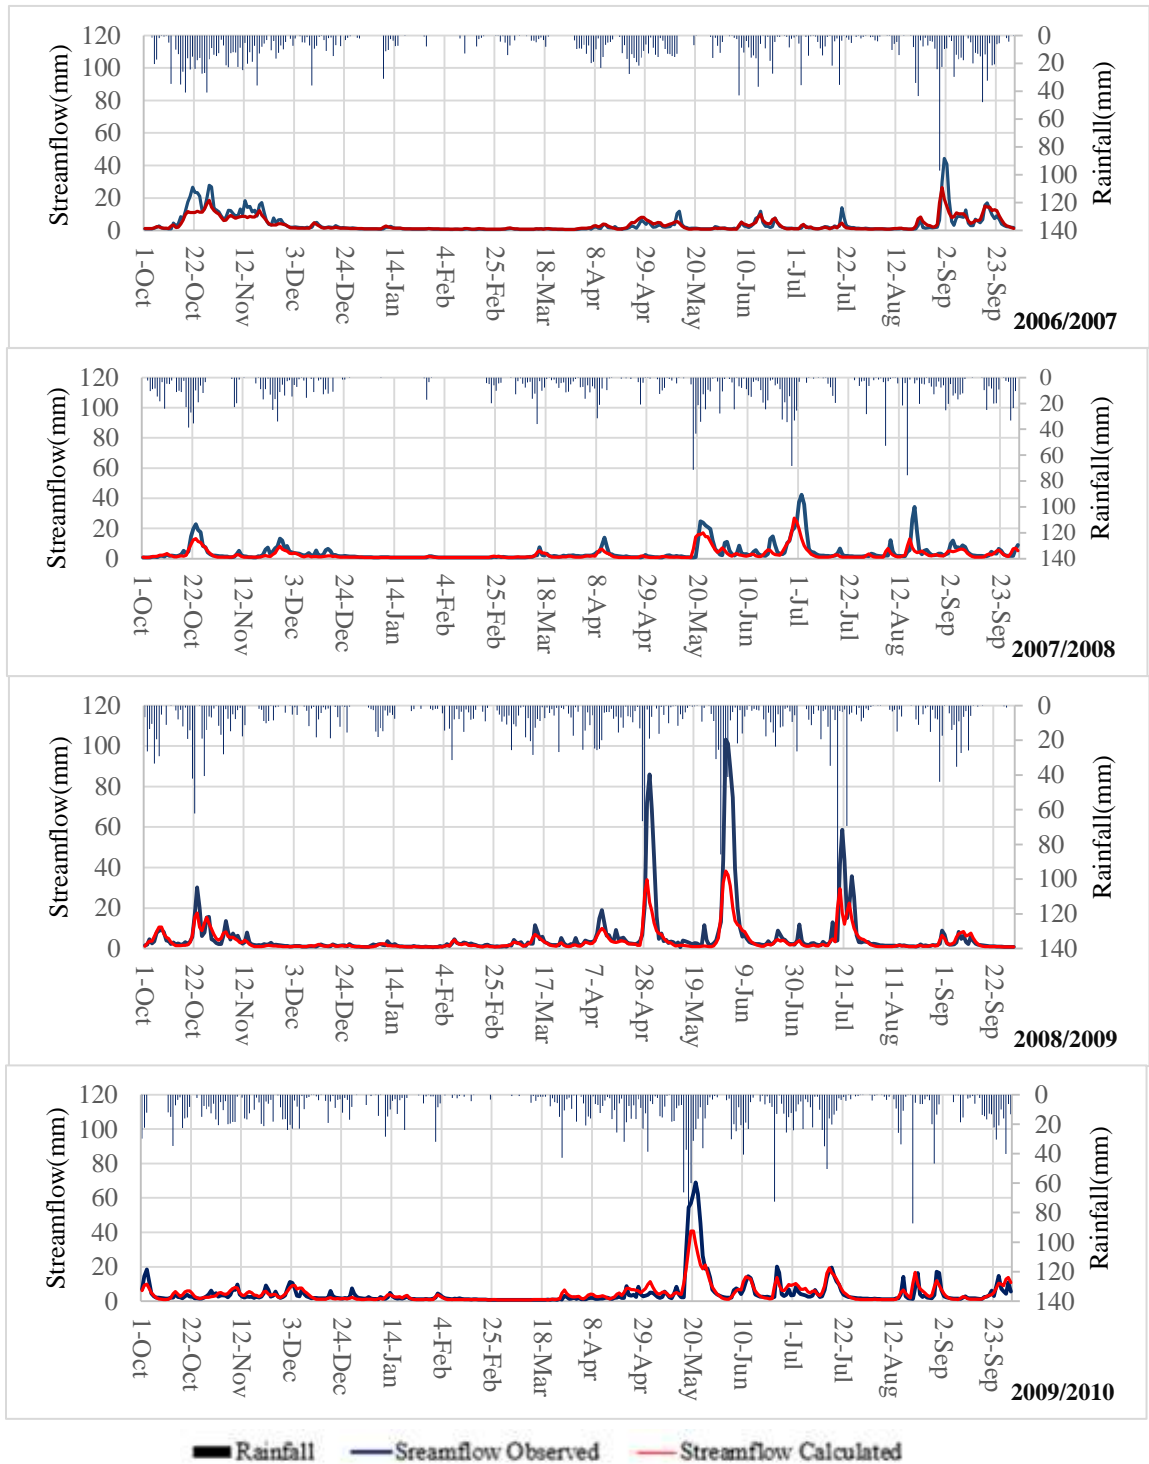 120 100 80 60 40 20 0
Streamflow(mm)
0 20 40 60 80 100 120 140
Rainfall(mm)
1-Oct 22-Oct 12-Nov 3-Dec 24-Dec 14-Jan 4-Feb 25-Feb 18-Mar 8-Apr 29-Apr 20-May 10-Jun 1-Jul 22-Jul 12-Aug 2-Sep 23-Sep
2006/2007
120 100 80 60 40 20 0
Streamflow(mm)
0 20 40 60 80 100 120 140
Rainfall(mm)
1-Oct 22-Oct 12-Nov 3-Dec 24-Dec 14-Jan 4-Feb 25-Feb 18-Mar 8-Apr 29-Apr 20-May 10-Jun 1-Jul 22-Jul 12-Aug 2-Sep 23-Sep
2007/2008
120 100 80 60 40 20 0
Streamflow(mm)
0 20 40 60 80 100 120 140
Rainfall(mm)
1-Oct 22-Oct 12-Nov 3-Dec 24-Dec 14-Jan 4-Feb 25-Feb 17-Mar 7-Apr 28-Apr 19-May 9-Jun 30-Jun 21-Jul 11-Aug 1-Sep 22-Sep
2008/2009
120 100 80 60 40 20 0
Streamflow(mm)
0 20 40 60 80 100 120 140
Rainfall(mm)
1-Oct 22-Oct 12-Nov 3-Dec 24-Dec 14-Jan 4-Feb 25-Feb 18-Mar 8-Apr 29-Apr 20-May 10-Jun 1-Jul 22-Jul 12-Aug 2-Sep 23-Sep
2009/2010
Rainfall Sreamflow Observed Streamflow Calculated